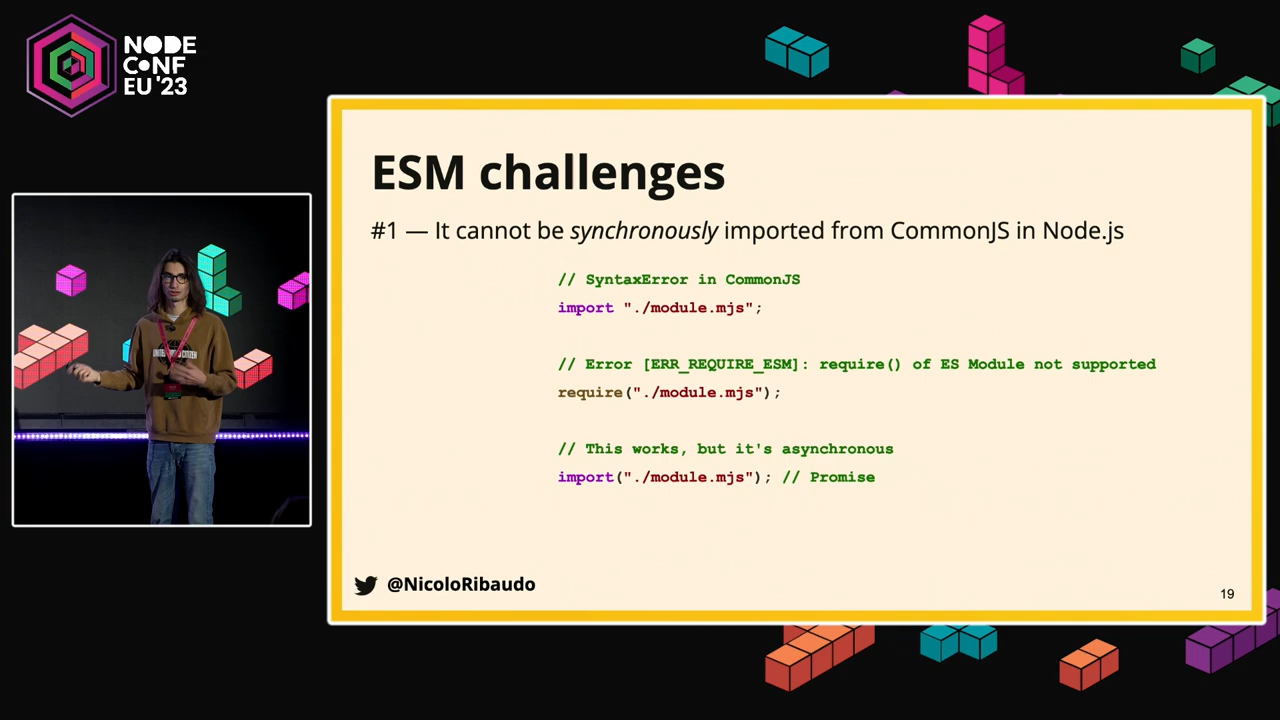 NODE
CONF
EU '23
ESM challenges
#1 — It cannot be synchronously imported from CommonJS in Node.js
// SyntaxError in CommonJS
import "./module.mjs";
// Error [ERR_REQUIRE_ESM]: require() of ES Module not supported
require("./module.mjs");
// This works, but it's asynchronous
import("./module.mjs"); // Promise
@NicoloRibaudo
19